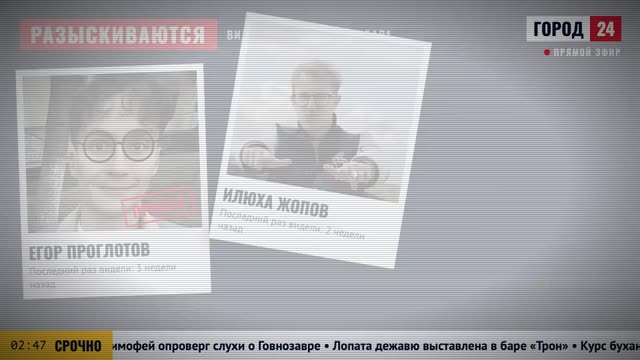 РАЗЫСКИВАЮТСЯ
ГОРОД 24
ПРЯМОЙ ЭФИР
ИЛЮХА ЖОПОВ
Последний раз видели: 2 недели
назад
ЕГОР ПРОГЛОТОВ
Последний раз видели: 3 недели
назад
02:47 СРОЧНО имофей опроверг слухи о Говнозавре • Лопата дежавю выставлена в баре «Трон» • Курс бухан